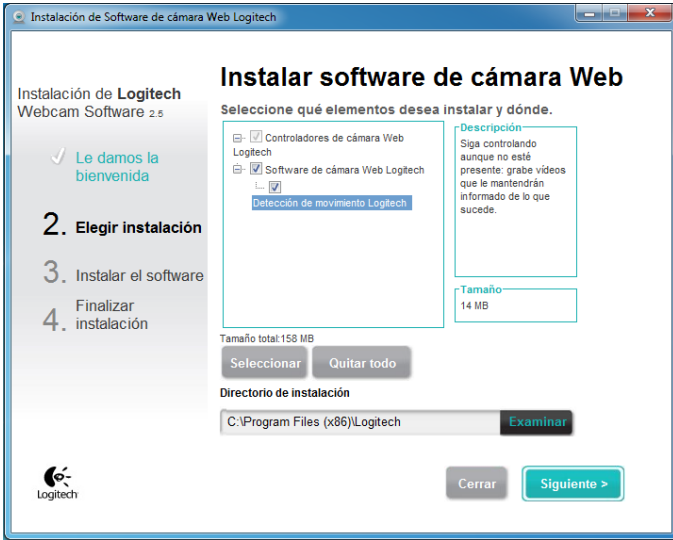 Instalación de Software de cámara Web Logitech
Instalación de Logitech
Webcam Software 2.5
Le damos la
bienvenida
2. Elegir instalación
3. Instalar el software
4. Finalizar
instalación
Logitech
Instalar software de cámara Web
Seleccione qué elementos desea instalar y dónde.
Controladores de cámara Web
Logitech
Software de cámara Web Logitech
Detección de movimiento Logitech
Descripción
Siga controlando
aunque no esté
presente: grabe vídeos
que le mantendrán
informado de lo que
sucede.
Tamaño
14 MB
Tamaño total:158 MB
Seleccionar
Quitar todo
Directorio de instalación
C:\Program Files (x86)\Logitech
Examinar
Cerrar
Siguiente >